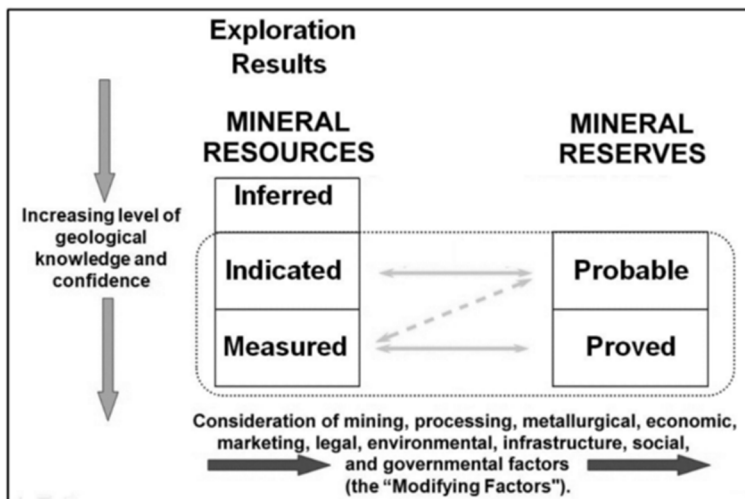 Exploration
Results
MINERAL
RESOURCES
MINERAL
RESERVES
Inferred
Increasing level of
geological
knowledge and
confidence
Indicated
Probable
Measured
Proved
Consideration of mining, processing, metallurgical, economic,
marketing, legal, environmental, infrastructure, social,
and governmental factors
(the “Modifying Factors").